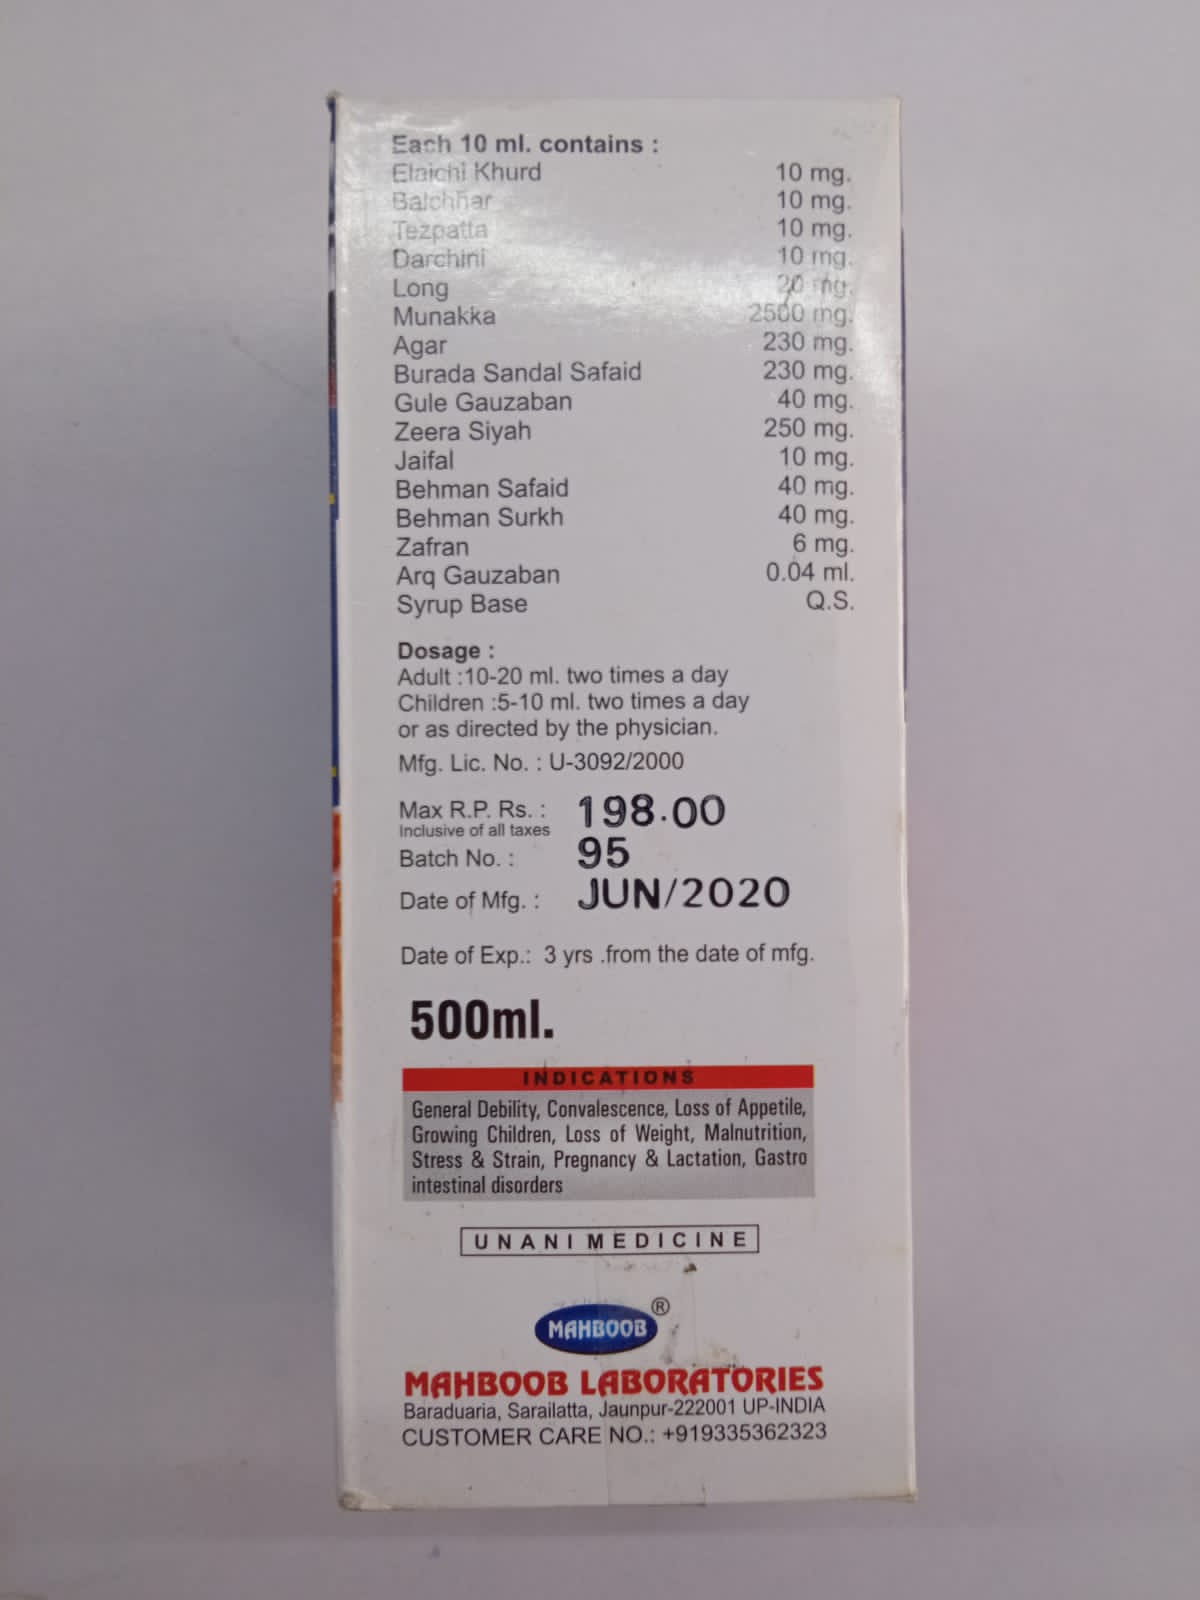 Each 10 ml. contains :
Elaichi Khurd 10 mg.
Balchhar 10 mg.
Tezpatta 10 mg.
Darchini 10 mg.
Long 20 mg.
Munakka 2500 mg.
Agar 230 mg.
Burada Sandal Safaid 230 mg.
Gule Gauzaban 40 mg.
Zeera Siyah 250 mg.
Jaifal 10 mg.
Behman Safaid 40 mg.
Behman Surkh 40 mg.
Zafran 6 mg.
Arq Gauzaban 0.04 ml.
Syrup Base Q.S.
Dosage :
Adult :10-20 ml. two times a day
Children :5-10 ml. two times a day
or as directed by the physician.
Mfg. Lic. No. : U-3092/2000
Max R.P. Rs. : 198.00
Inclusive of all taxes
Batch No. : 95
Date of Mfg. : JUN/2020
Date of Exp.: 3 yrs .from the date of mfg.
500ml.
INDICATIONS
General Debility, Convalescence, Loss of Appetile,
Growing Children, Loss of Weight, Malnutrition,
Stress & Strain, Pregnancy & Lactation, Gastro
intestinal disorders
UNANI MEDICINE
MAHBOOB ®
MAHBOOB LABORATORIES
Baraduaria, Sarailatta, Jaunpur-222001 UP-INDIA
CUSTOMER CARE NO.: +919335362323